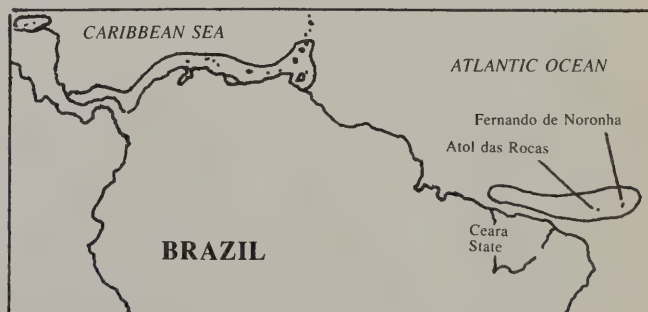 CARIBBEAN SEA
ATLANTIC OCEAN
Fernando de Noronha
Atol das Rocas
Ceara
State
BRAZIL